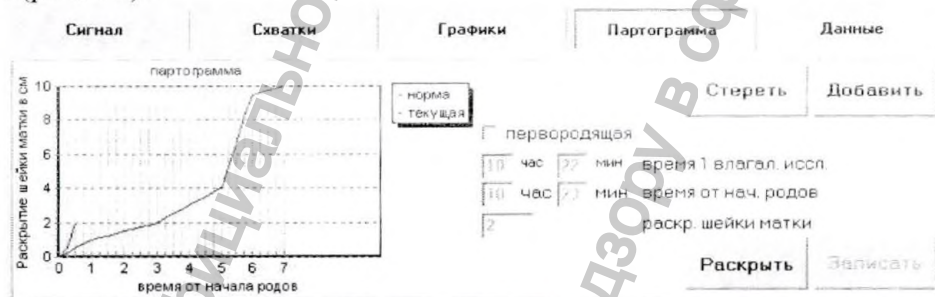 Сигнал Схватки Графики Партограмма Данные
партограмма
Раскрытие шейки матки в см
10
8
6
4
2
0
0 1 2 3 4 5 6 7
время от начала родов
- норма
- текущая
Стереть Добавить
первородящая
10 час 22 мин время 1 влагал. иссл.
10 час мин время от нач. родов
2 раскр. шейки матки
Раскрыть Записать